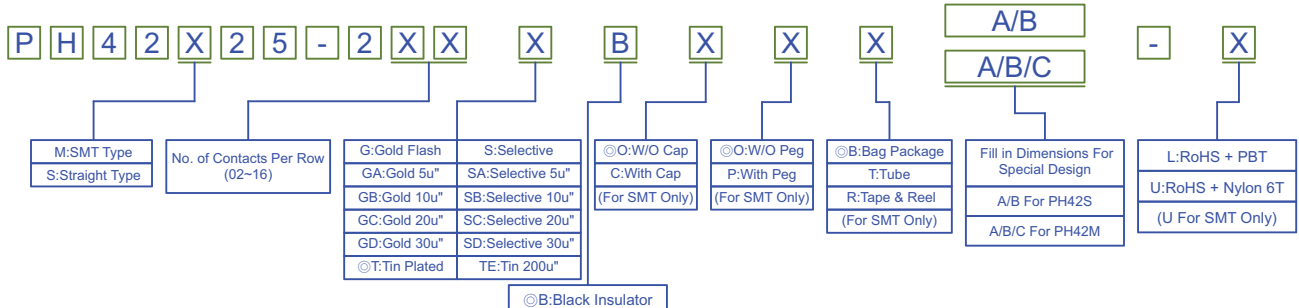 A/B
P H 4 2 X 2 5 - 2 X X X B X X X - X
A/B/C
M:SMT Type
S:Straight Type
No. of Contacts Per Row
(02~16)
G:Gold Flash S:Selective
GA:Gold 5u" SA:Selective 5u"
GB:Gold 10u" SB:Selective 10u"
GC:Gold 20u" SC:Selective 20u"
GD:Gold 30u" SD:Selective 30u"
◎T:Tin Plated TE:Tin 200u"
◎B:Black Insulator
◎O:W/O Cap
C:With Cap
(For SMT Only)
◎O:W/O Peg
P:With Peg
(For SMT Only)
◎B:Bag Package
T:Tube
R:Tape & Reel
(For SMT Only)
Fill in Dimensions For
Special Design
A/B For PH42S
A/B/C For PH42M
L:RoHS + PBT
U:RoHS + Nylon 6T
(U For SMT Only)